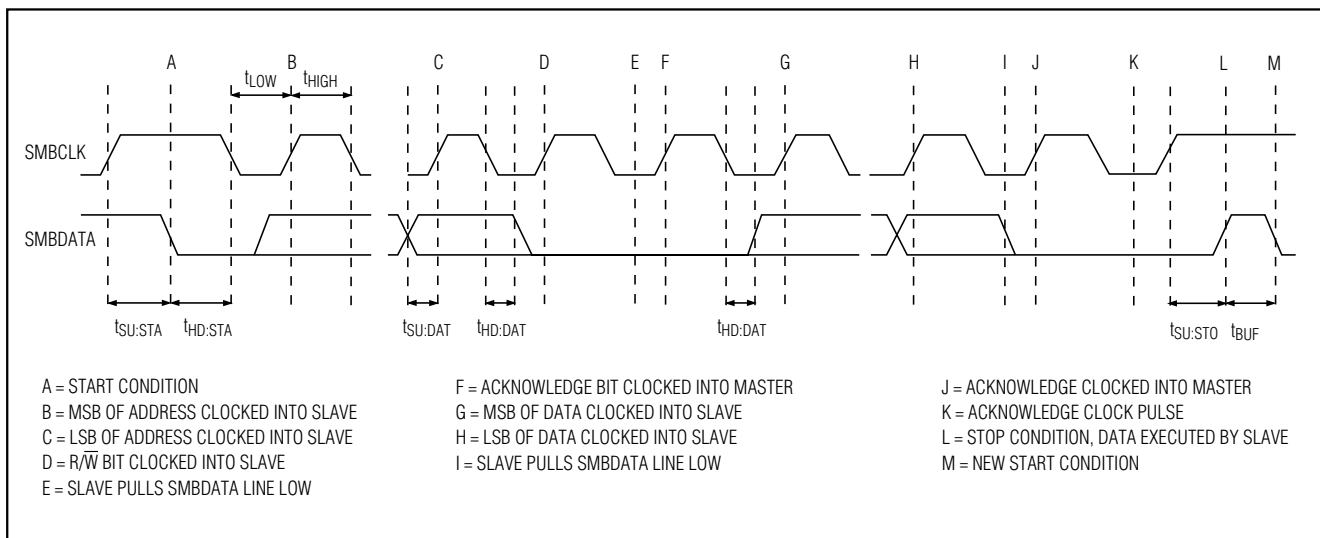 A B C D E F G H I J K L M
tLOW tHIGH
SMBCLK
SMBDATA
tSU:STA tHD:STA tSU:DAT tHD:DAT tHD:DAT tSU:STO tBUF
A = START CONDITION
B = MSB OF ADDRESS CLOCKED INTO SLAVE
C = LSB OF ADDRESS CLOCKED INTO SLAVE
D = R/W̅ BIT CLOCKED INTO SLAVE
E = SLAVE PULLS SMBDATA LINE LOW
F = ACKNOWLEDGE BIT CLOCKED INTO MASTER
G = MSB OF DATA CLOCKED INTO SLAVE
H = LSB OF DATA CLOCKED INTO SLAVE
I = SLAVE PULLS SMBDATA LINE LOW
J = ACKNOWLEDGE CLOCKED INTO MASTER
K = ACKNOWLEDGE CLOCK PULSE
L = STOP CONDITION, DATA EXECUTED BY SLAVE
M = NEW START CONDITION